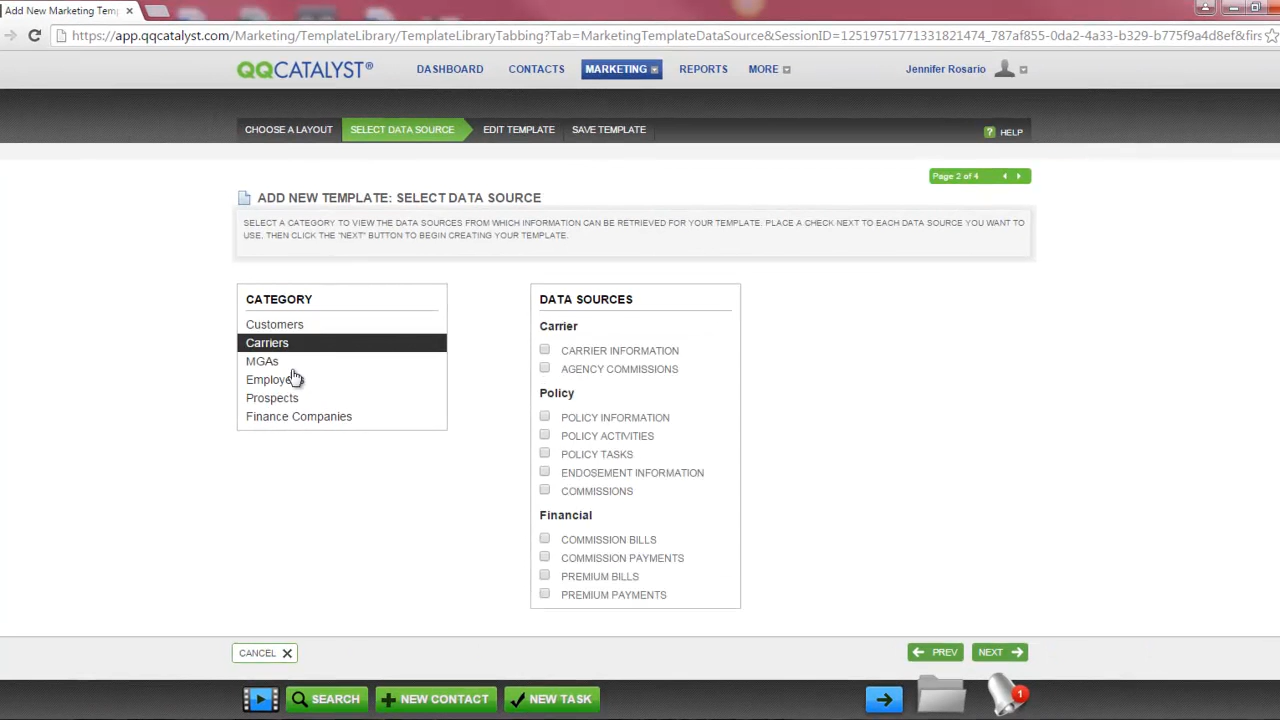 Add New Marketing Temp
https://app.qqcatalyst.com/Marketing/TemplateLibrary/TemplateLibraryTabbing?Tab=MarketingTemplateDataSource&SessionID=12519751771331821474_787af855-0da2-4a33-b329-b775f9a4d8ef&firs
QQCATALYST® DASHBOARD CONTACTS MARKETING REPORTS MORE Jennifer Rosario
CHOOSE A LAYOUT SELECT DATA SOURCE EDIT TEMPLATE SAVE TEMPLATE ? HELP
Page 2 of 4
ADD NEW TEMPLATE: SELECT DATA SOURCE
SELECT A CATEGORY TO VIEW THE DATA SOURCES FROM WHICH INFORMATION CAN BE RETRIEVED FOR YOUR TEMPLATE. PLACE A CHECK NEXT TO EACH DATA SOURCE YOU WANT TO
USE, THEN CLICK THE "NEXT" BUTTON TO BEGIN CREATING YOUR TEMPLATE.
CATEGORY
Customers
Carriers
MGAs
Employees
Prospects
Finance Companies
DATA SOURCES
Carrier
CARRIER INFORMATION
AGENCY COMMISSIONS
Policy
POLICY INFORMATION
POLICY ACTIVITIES
POLICY TASKS
ENDOSEMENT INFORMATION
COMMISSIONS
Financial
COMMISSION BILLS
COMMISSION PAYMENTS
PREMIUM BILLS
PREMIUM PAYMENTS
CANCEL PREV NEXT
SEARCH NEW CONTACT NEW TASK 1